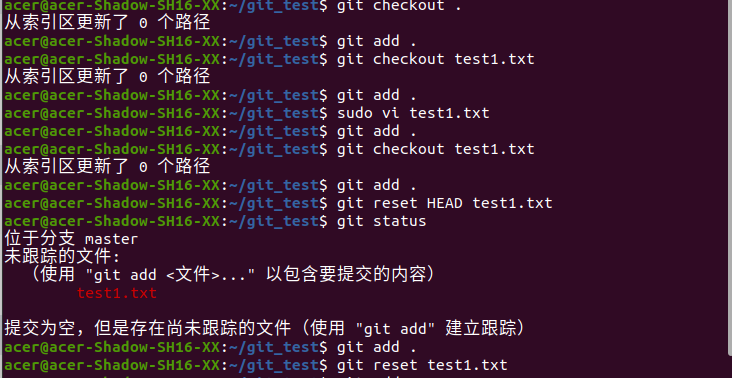 acer@acer-Shadow-SH16-XX:~/git_test$ git checkout .
从索引区更新了 0 个路径
acer@acer-Shadow-SH16-XX:~/git_test$ git add .
acer@acer-Shadow-SH16-XX:~/git_test$ git checkout test1.txt
从索引区更新了 0 个路径
acer@acer-Shadow-SH16-XX:~/git_test$ git add .
acer@acer-Shadow-SH16-XX:~/git_test$ sudo vi test1.txt
acer@acer-Shadow-SH16-XX:~/git_test$ git add .
acer@acer-Shadow-SH16-XX:~/git_test$ git checkout test1.txt
从索引区更新了 0 个路径
acer@acer-Shadow-SH16-XX:~/git_test$ git add .
acer@acer-Shadow-SH16-XX:~/git_test$ git reset HEAD test1.txt
acer@acer-Shadow-SH16-XX:~/git_test$ git status
位于分支 master
未跟踪的文件:
（使用 "git add <文件>..." 以包含要提交的内容）
test1.txt
提交为空，但是存在尚未跟踪的文件（使用 "git add" 建立跟踪）
acer@acer-Shadow-SH16-XX:~/git_test$ git add .
acer@acer-Shadow-SH16-XX:~/git_test$ git reset test1.txt